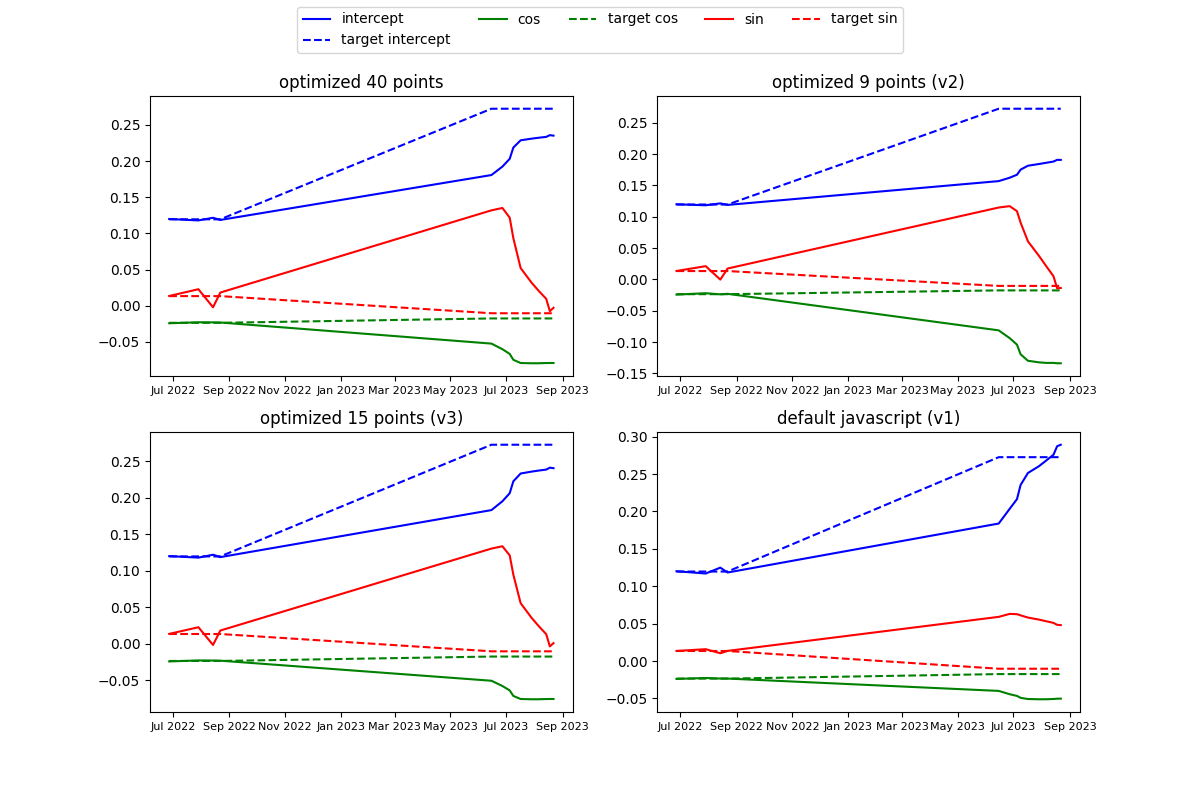 intercept
target intercept
cos
target cos
sin
target sin
optimized 40 points
0.25
0.20
0.15
0.10
0.05
0.00
−0.05
Jul 2022 Sep 2022 Nov 2022 Jan 2023 Mar 2023 May 2023 Jul 2023 Sep 2023
optimized 9 points (v2)
0.25
0.20
0.15
0.10
0.05
0.00
−0.05
−0.10
−0.15
Jul 2022 Sep 2022 Nov 2022 Jan 2023 Mar 2023 May 2023 Jul 2023 Sep 2023
optimized 15 points (v3)
0.25
0.20
0.15
0.10
0.05
0.00
−0.05
Jul 2022 Sep 2022 Nov 2022 Jan 2023 Mar 2023 May 2023 Jul 2023 Sep 2023
default javascript (v1)
0.30
0.25
0.20
0.15
0.10
0.05
0.00
−0.05
Jul 2022 Sep 2022 Nov 2022 Jan 2023 Mar 2023 May 2023 Jul 2023 Sep 2023